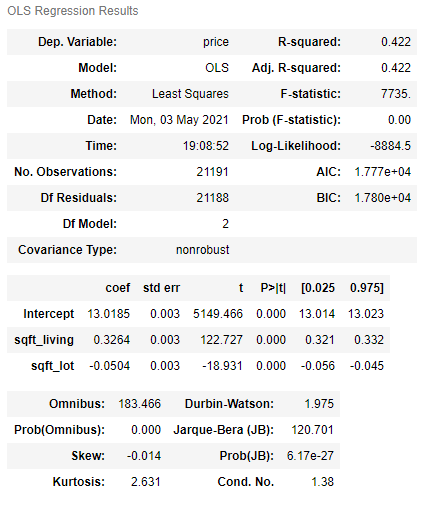 OLS Regression Results
Dep. Variable: price R-squared: 0.422
Model: OLS Adj. R-squared: 0.422
Method: Least Squares F-statistic: 7735.
Date: Mon, 03 May 2021 Prob (F-statistic): 0.00
Time: 19:08:52 Log-Likelihood: -8884.5
No. Observations: 21191 AIC: 1.777e+04
Df Residuals: 21188 BIC: 1.780e+04
Df Model: 2
Covariance Type: nonrobust
coef std err t P>|t| [0.025 0.975]
Intercept 13.0185 0.003 5149.466 0.000 13.014 13.023
sqft_living 0.3264 0.003 122.727 0.000 0.321 0.332
sqft_lot -0.0504 0.003 -18.931 0.000 -0.056 -0.045
Omnibus: 183.466 Durbin-Watson: 1.975
Prob(Omnibus): 0.000 Jarque-Bera (JB): 120.701
Skew: -0.014 Prob(JB): 6.17e-27
Kurtosis: 2.631 Cond. No. 1.38